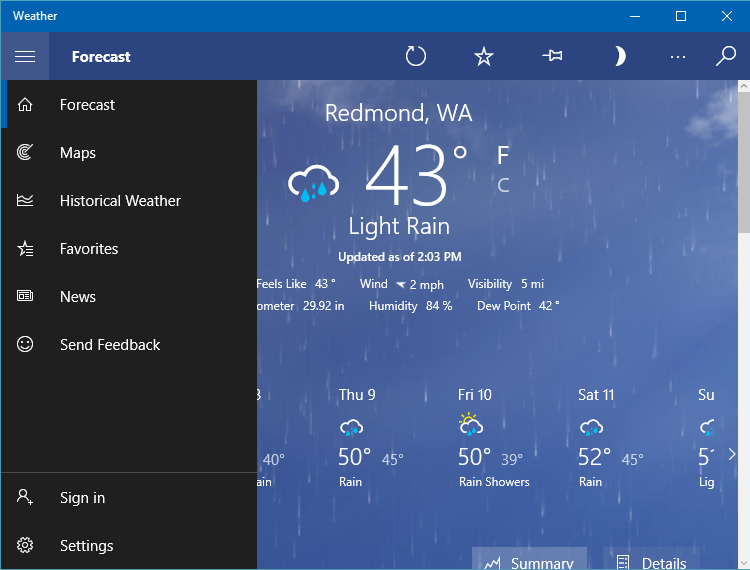 Weather
Forecast
Forecast
Maps
Historical Weather
Favorites
News
Send Feedback
Sign in
Settings
Redmond, WA
43° F
C
Light Rain
Updated as of 2:03 PM
Feels Like 43 ° Wind 2 mph Visibility 5 mi
ometer 29.92 in Humidity 84 % Dew Point 42 °
Thu 9 Fri 10 Sat 11 Su
40° 50° 45° 50° 39° 52° 45° 5
ain Rain Rain Showers Rain Lig
Summary Details